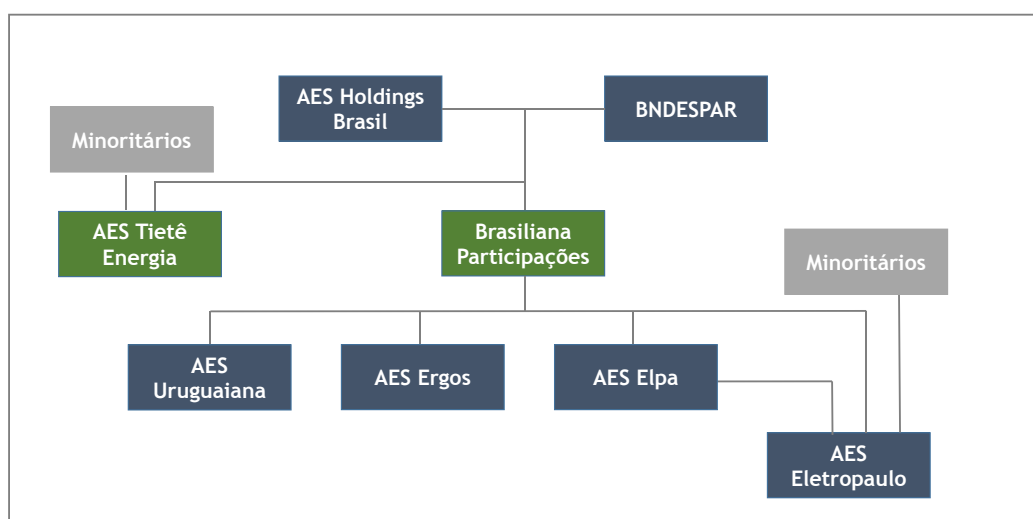 AES Holdings
Brasil
BNDESPAR
Minoritários
AES Tietê
Energia
Brasiliana
Participações
Minoritários
AES
Uruguaiana
AES Ergos
AES Elpa
AES
Eletropaulo